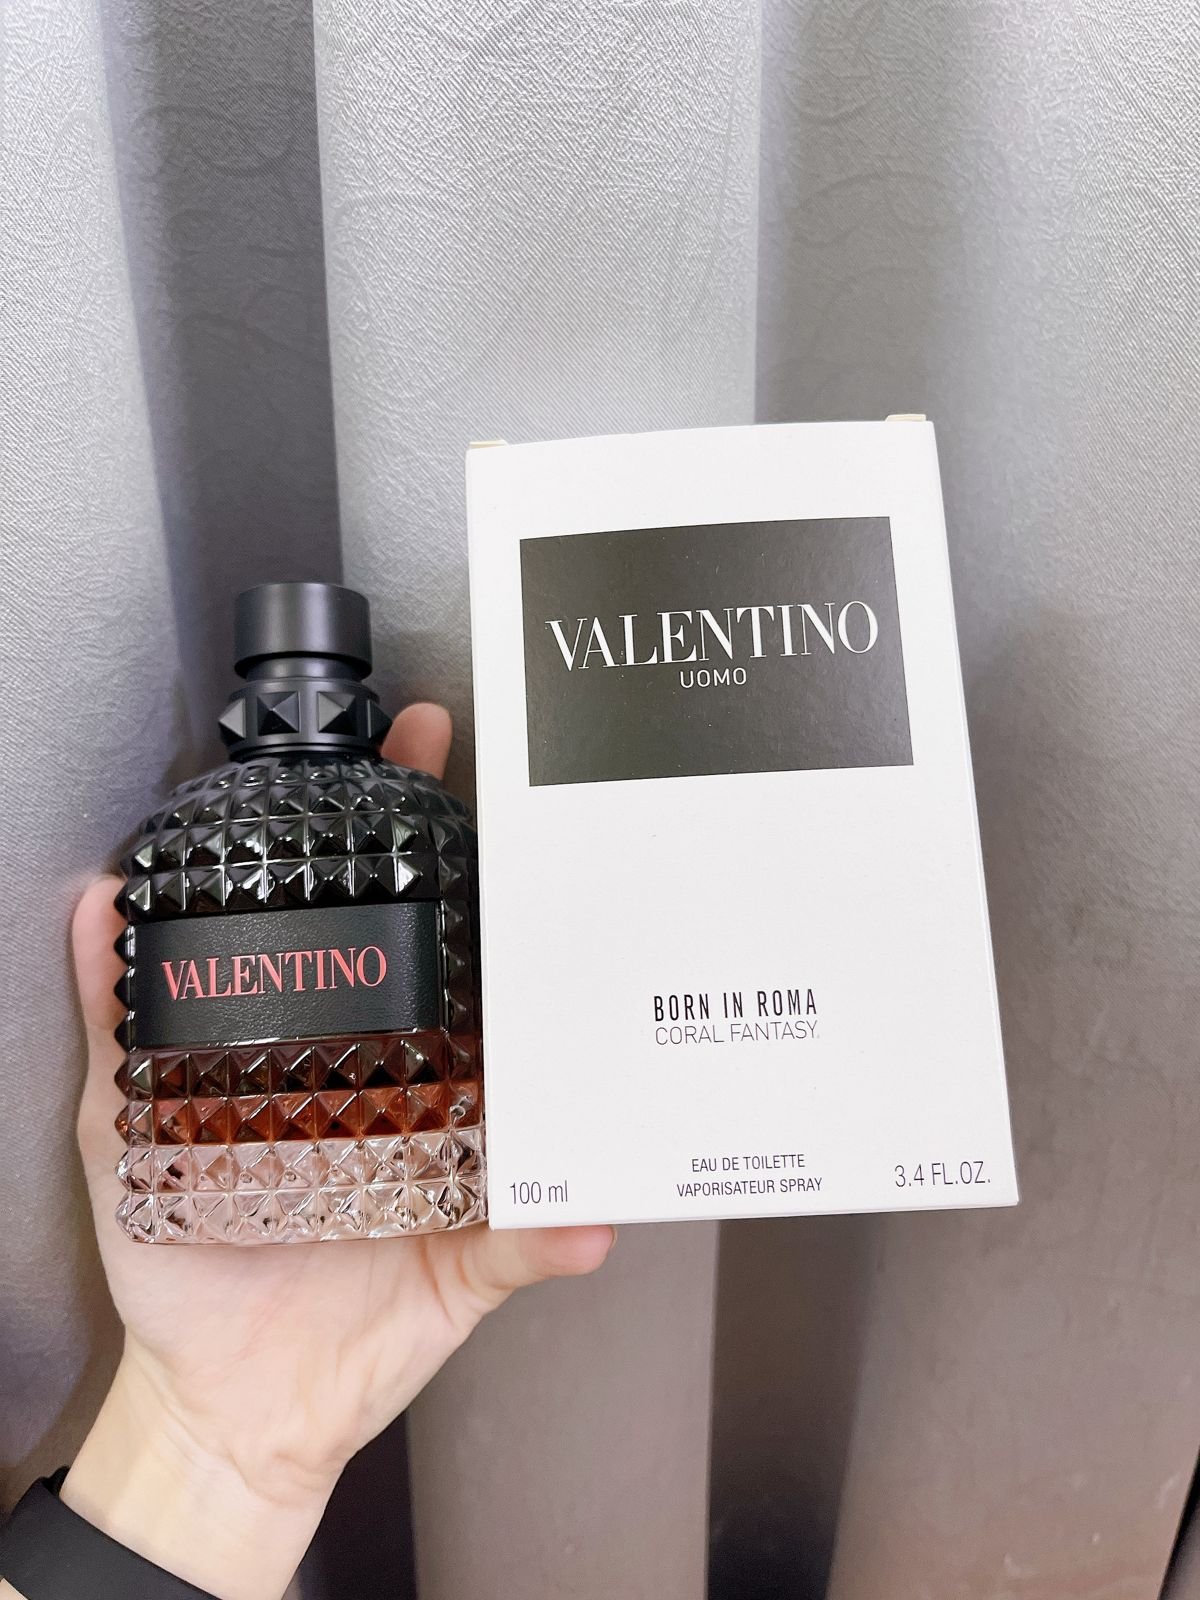 VALENTINO
UOMO
VALENTINO
BORN IN ROMA
CORAL FANTASY
EAU DE TOILETTE
100 ml VAPORISATEUR SPRAY 3.4 FL.OZ.